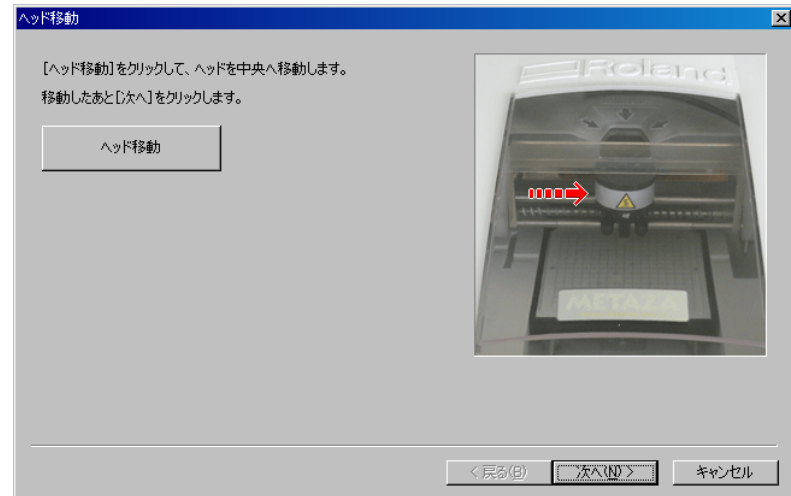 ヘッド移動
[ヘッド移動]をクリックして、ヘッドを中央へ移動します。
移動したあと[次へ]をクリックします。
ヘッド移動
Roland
METAZA
< 戻る(B)
次へ(N) >
キャンセル